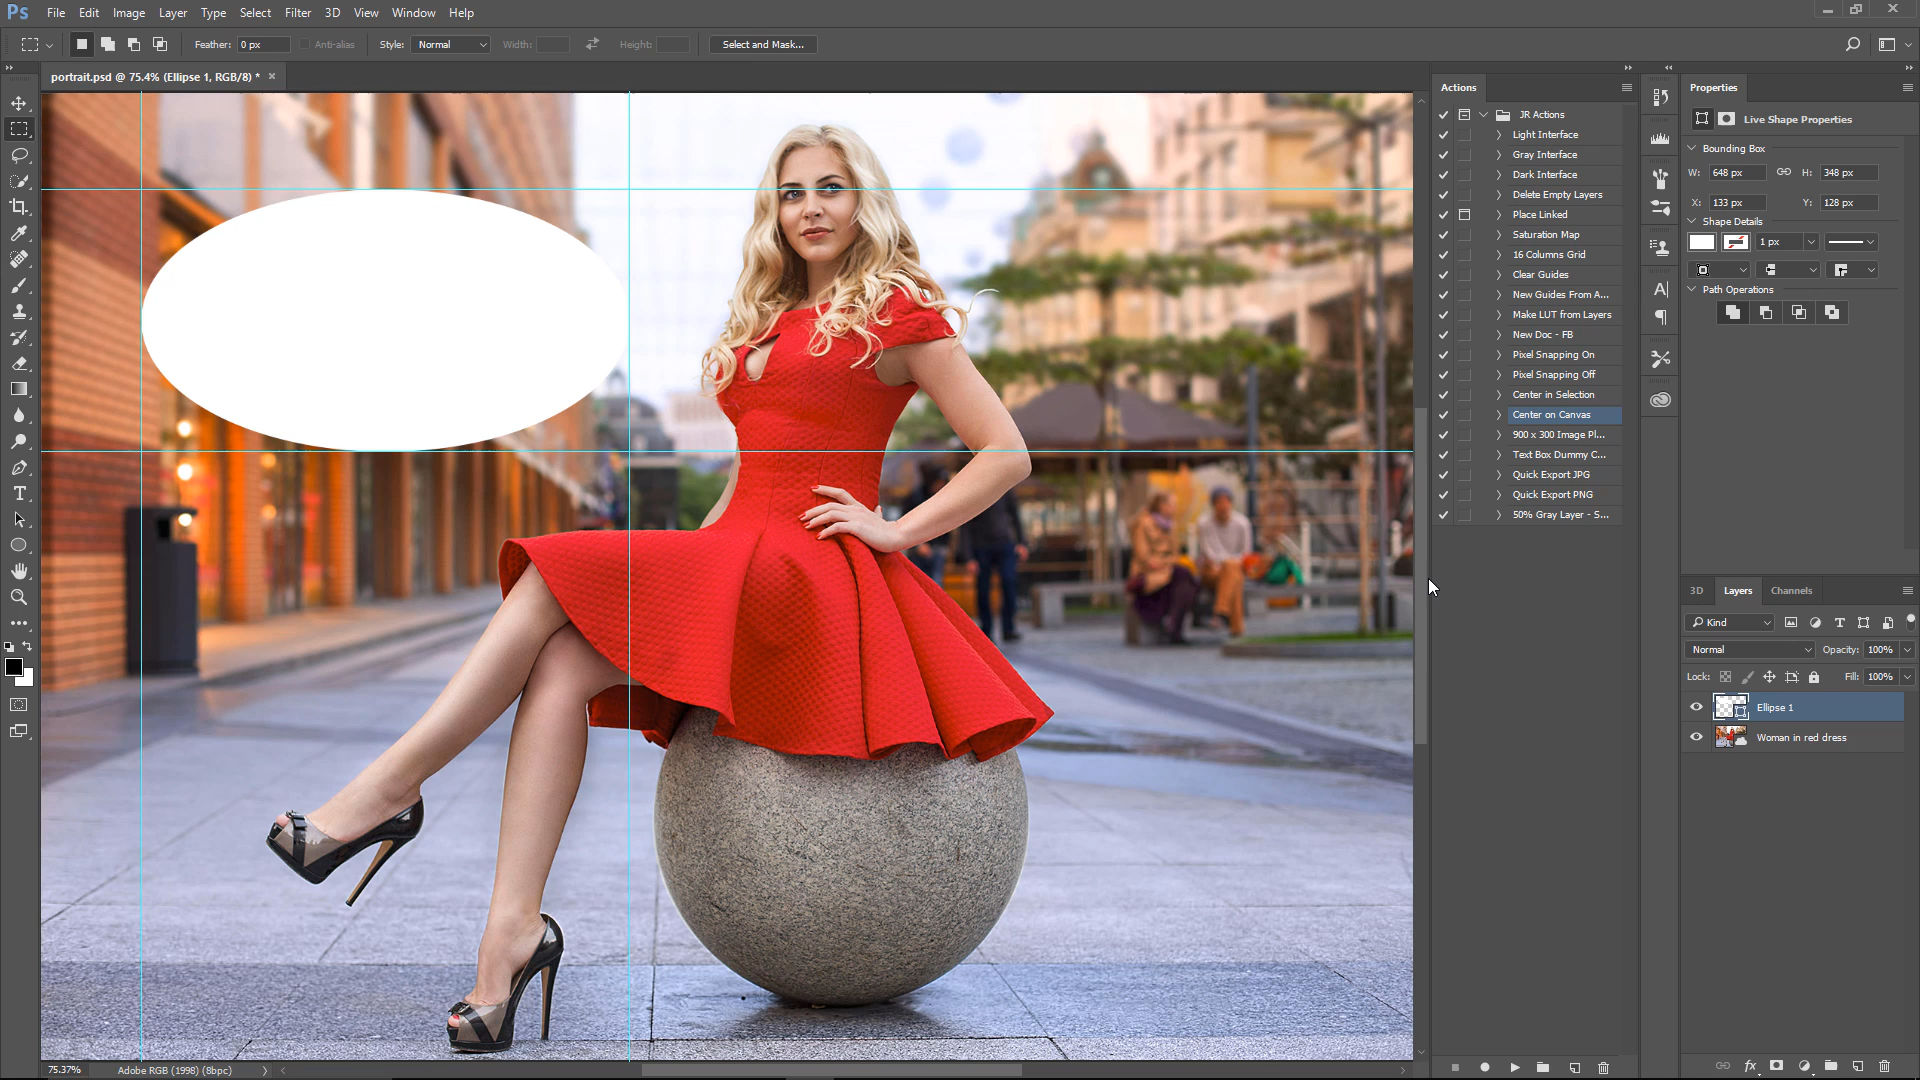 Ps File Edit Image Layer Type Select Filter 3D View Window Help
Feather: 0 px Anti-alias Style: Normal Width: Height: Select and Mask...
portrait.psd @ 75.4% (Ellipse 1, RGB/8) * ×
Actions
JR Actions
Light Interface
Gray Interface
Dark Interface
Delete Empty Layers
Place Linked
Saturation Map
16 Columns Grid
Clear Guides
New Guides From A...
Make LUT from Layers
New Doc - FB
Pixel Snapping On
Pixel Snapping Off
Center in Selection
Center on Canvas
900 x 300 Image Pl...
Text Box Dummy C...
Quick Export JPG
Quick Export PNG
50% Gray Layer - S...
Properties
Live Shape Properties
Bounding Box
W: 648 px H: 348 px
X: 133 px Y: 128 px
Shape Details
1 px
Path Operations
3D Layers Channels
Kind
Normal Opacity: 100%
Lock: Fill: 100%
Ellipse 1
Woman in red dress
75.37% Adobe RGB (1998) (8bpc)